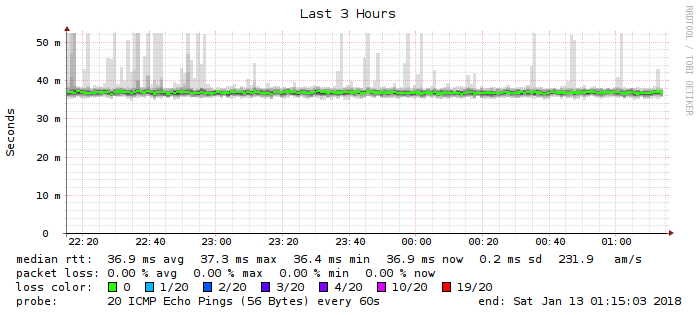 Last 3 Hours
RRDTOOL / TOBI OETIKER
Seconds
50 m
40 m
30 m
20 m
10 m
0
22:20 22:40 23:00 23:20 23:40 00:00 00:20 00:40 01:00
median rtt: 36.9 ms avg 37.3 ms max 36.4 ms min 36.9 ms now 0.2 ms sd 231.9 am/s
packet loss: 0.00 % avg 0.00 % max 0.00 % min 0.00 % now
loss color: 0 1/20 2/20 3/20 4/20 10/20 19/20
probe: 20 ICMP Echo Pings (56 Bytes) every 60s end: Sat Jan 13 01:15:03 2018